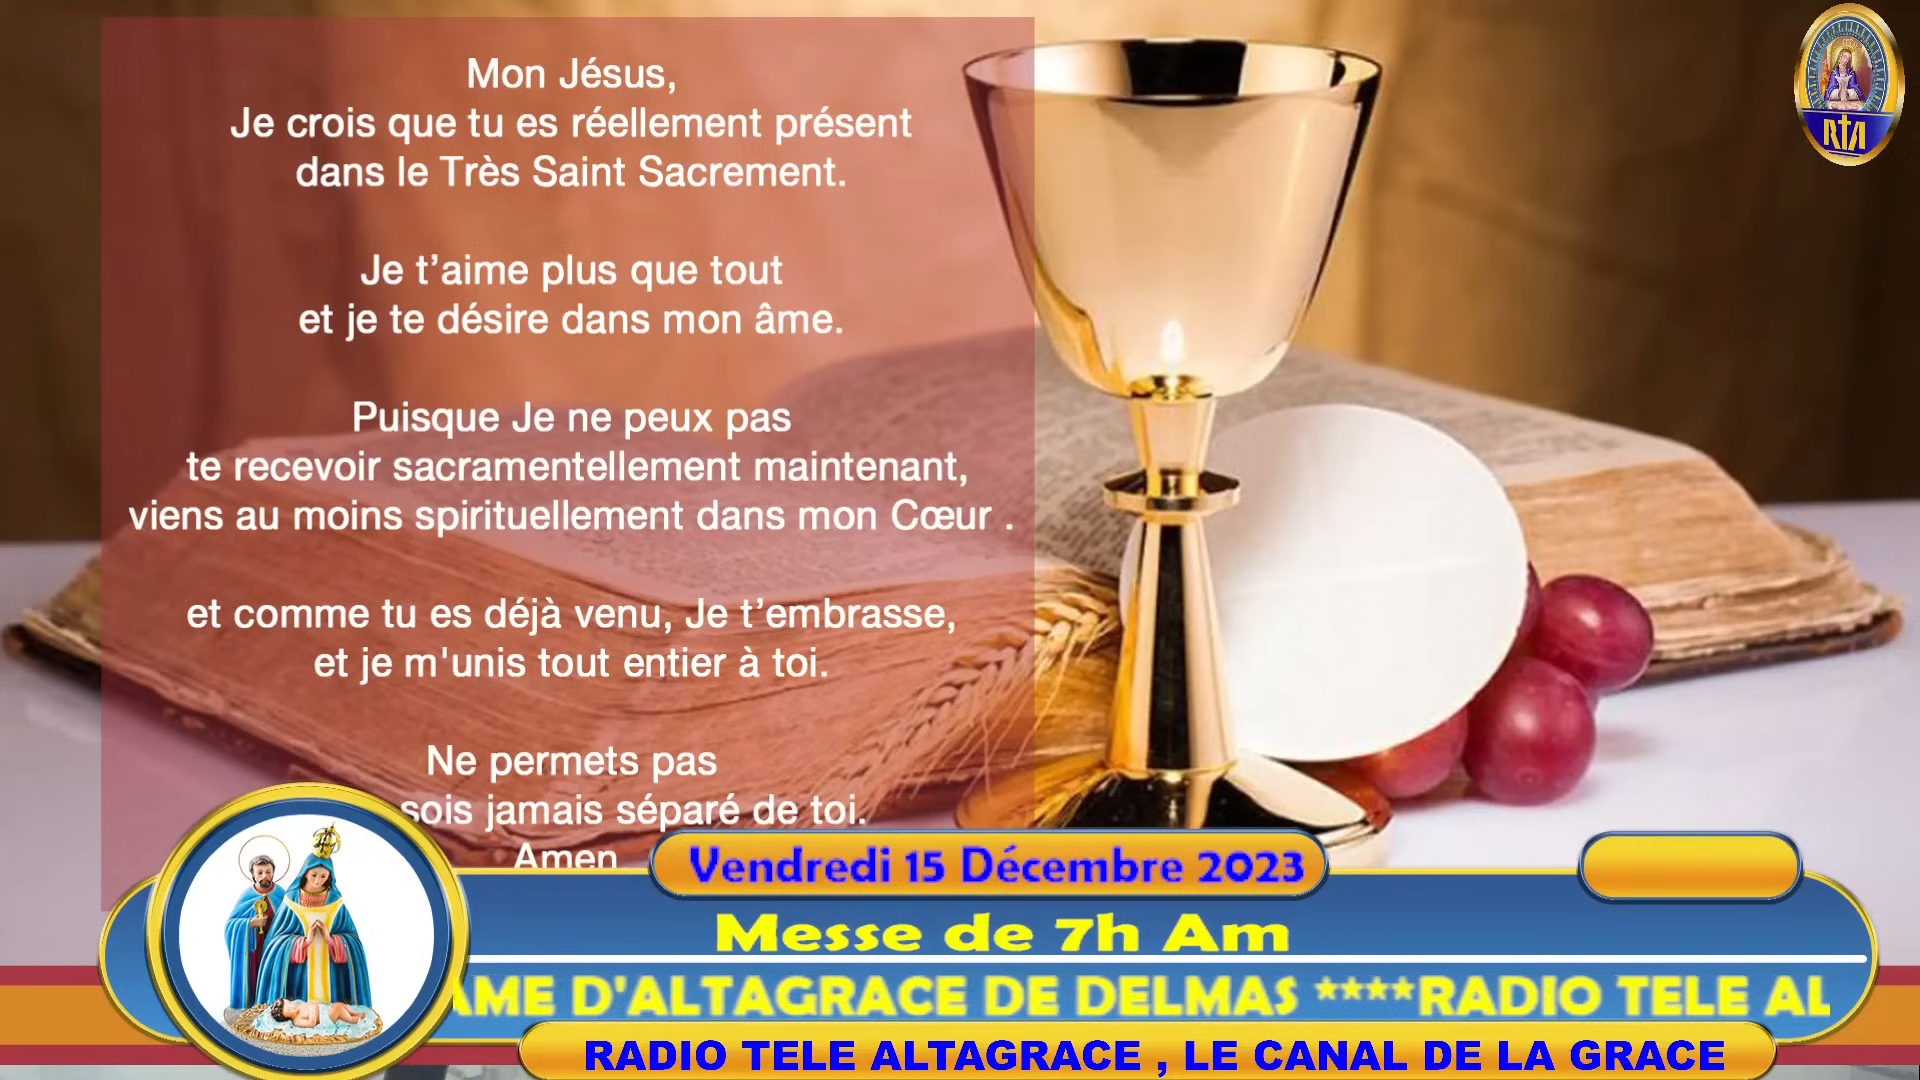 Mon Jésus,
Je crois que tu es réellement présent
dans le Très Saint Sacrement.
Je t’aime plus que tout
et je te désire dans mon âme.
Puisque Je ne peux pas
te recevoir sacramentellement maintenant,
viens au moins spirituellement dans mon Cœur .
et comme tu es déjà venu, Je t’embrasse,
et je m'unis tout entier à toi.
Ne permets pas
sois jamais séparé de toi.
Amen
RTA
Vendredi 15 Décembre 2023
Messe de 7h Am
AME D'ALTAGRACE DE DELMAS ****RADIO TELE AL
RADIO TELE ALTAGRACE , LE CANAL DE LA GRACE